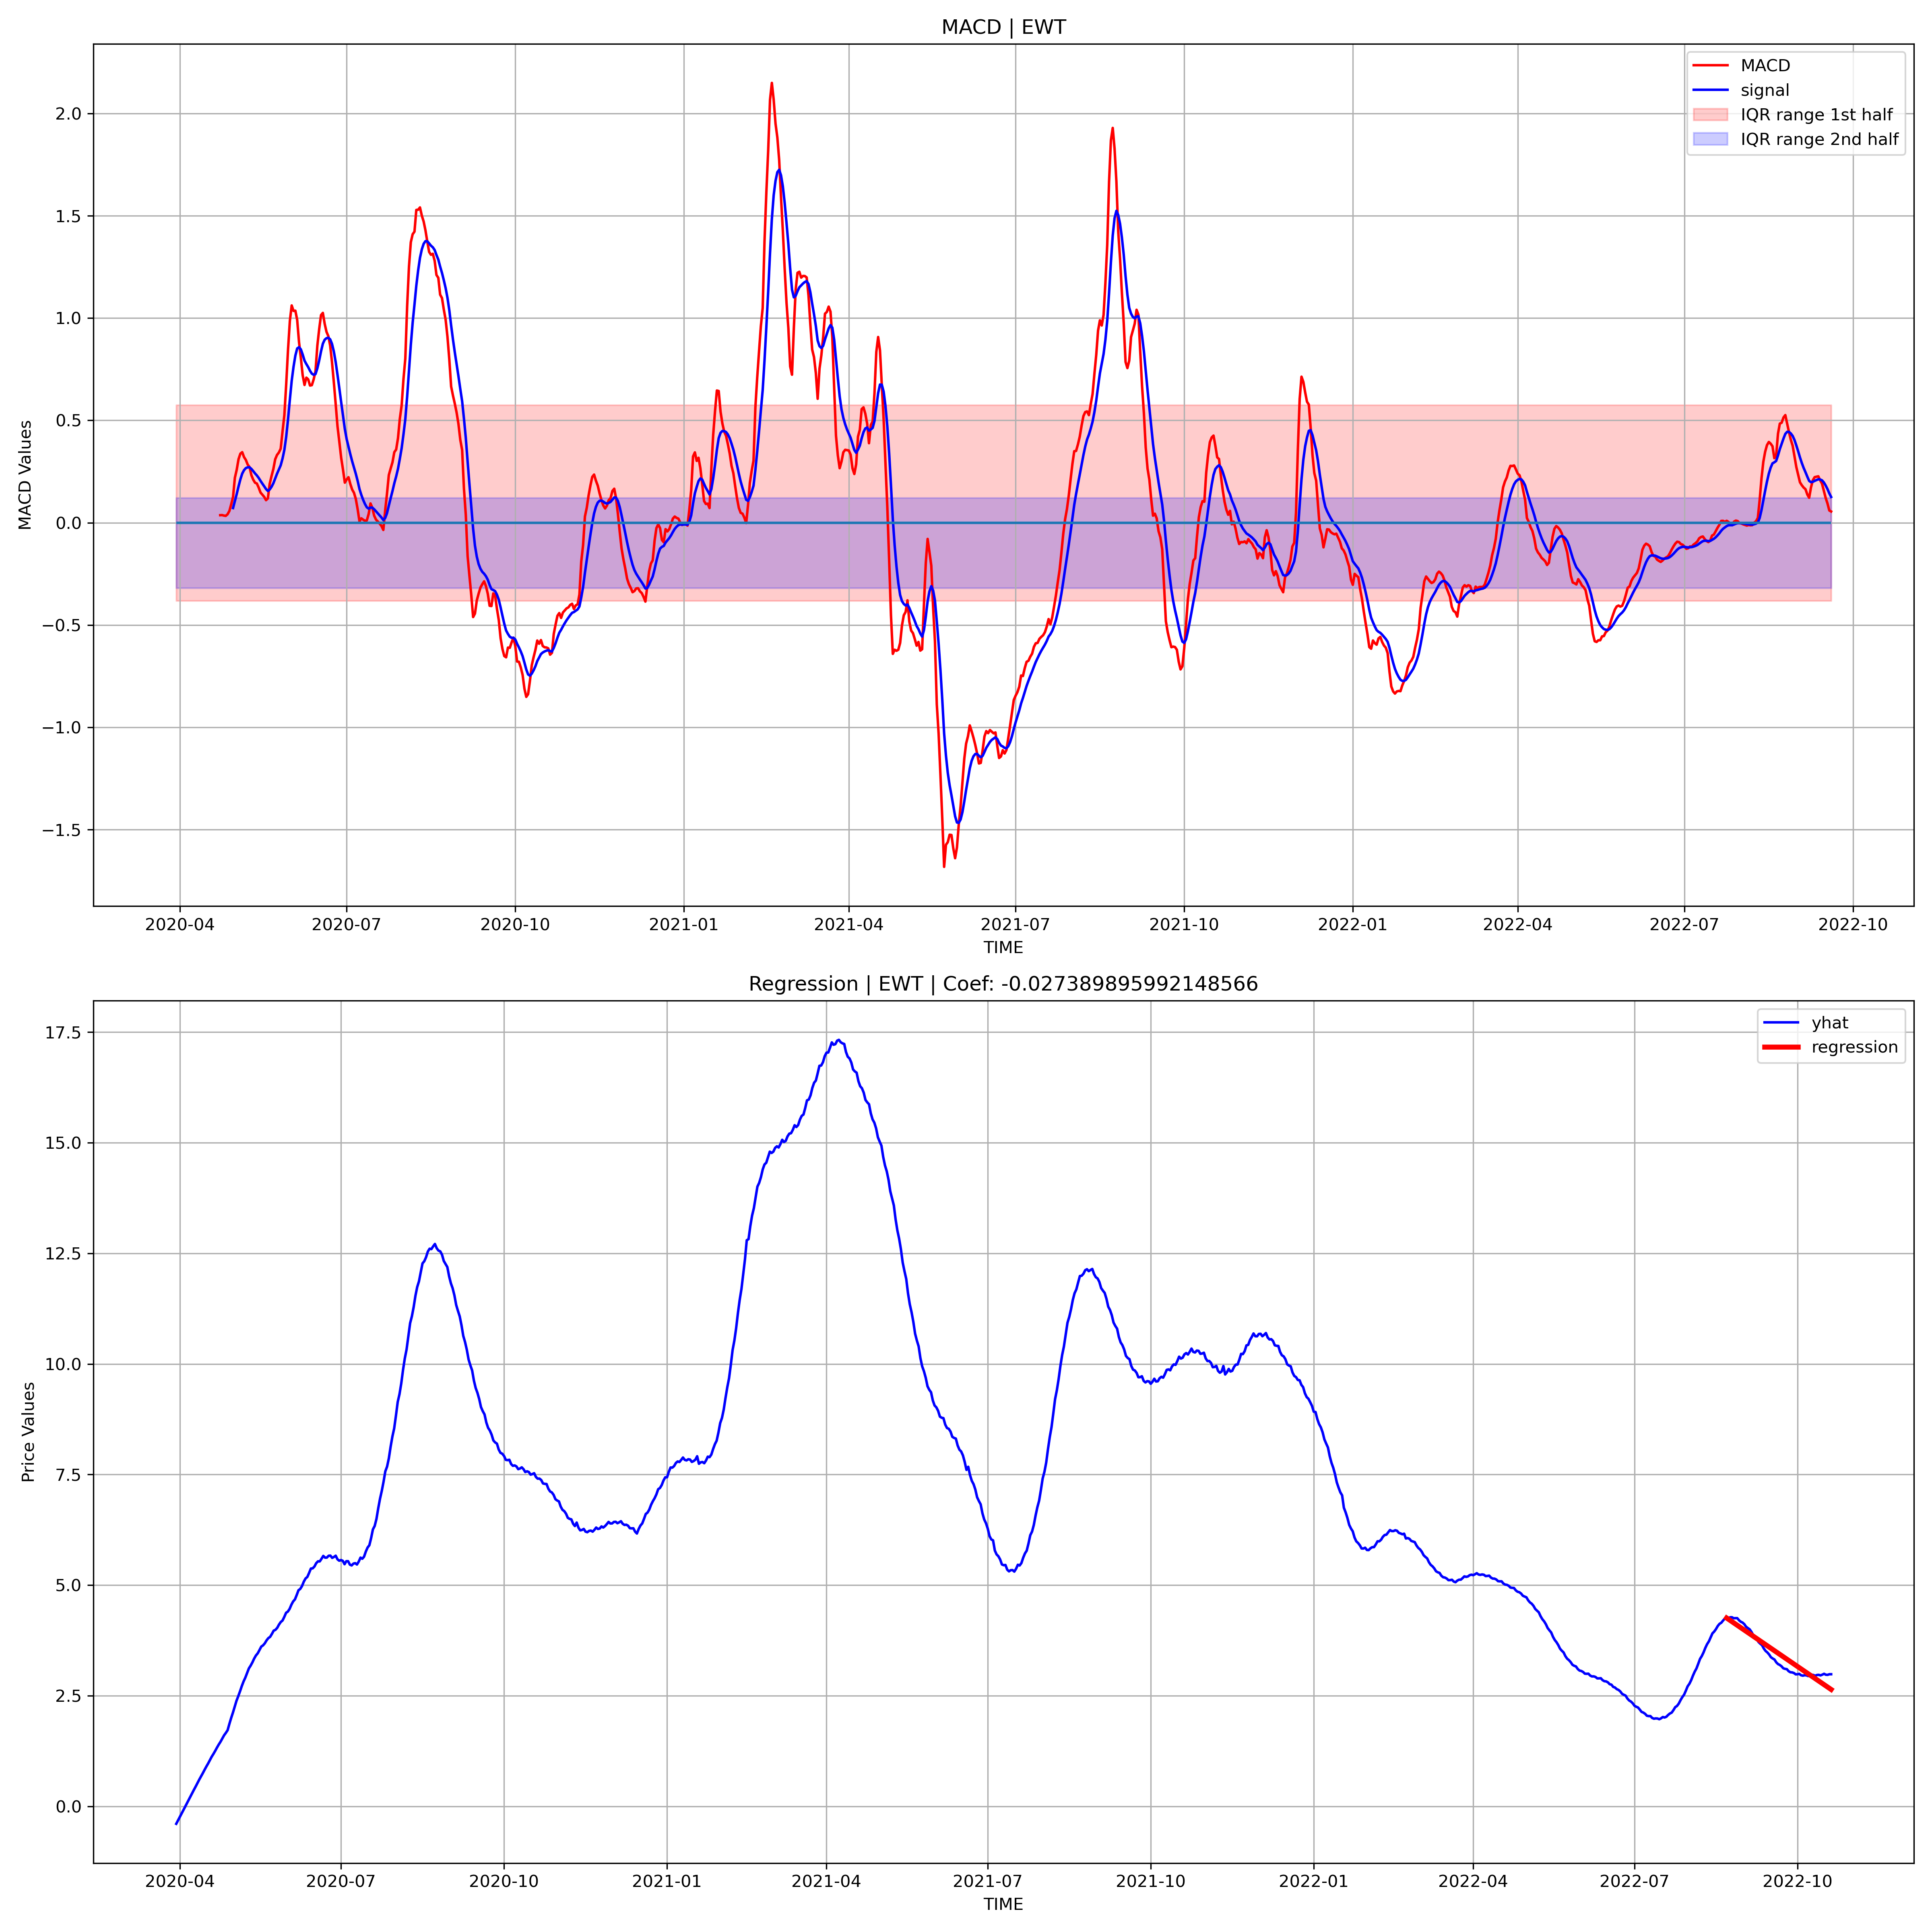 MACD | EWT
MACD
signal
IQR range 1st half
IQR range 2nd half
MACD Values
2.0
1.5
1.0
0.5
0.0
−0.5
−1.0
−1.5
2020-04 2020-07 2020-10 2021-01 2021-04 2021-07 2021-10 2022-01 2022-04 2022-07 2022-10
TIME
Regression | EWT | Coef: -0.027389895992148566
yhat
regression
Price Values
17.5
15.0
12.5
10.0
7.5
5.0
2.5
0.0
2020-04 2020-07 2020-10 2021-01 2021-04 2021-07 2021-10 2022-01 2022-04 2022-07 2022-10
TIME